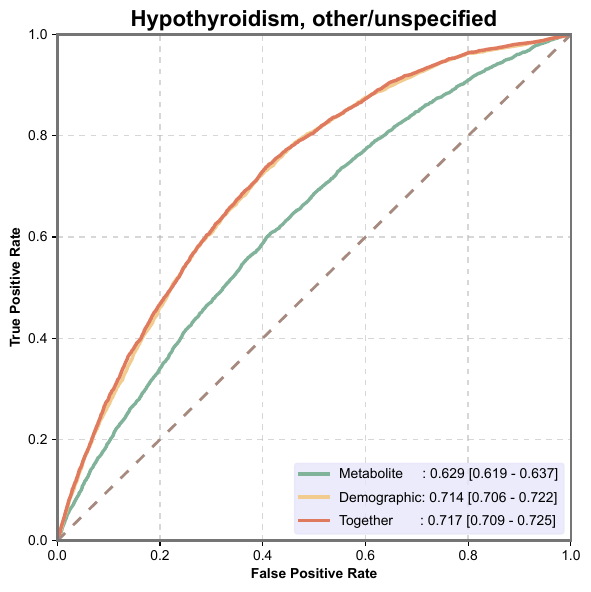 Hypothyroidism, other/unspecified
True Positive Rate
1.0
0.8
0.6
0.4
0.2
0.0
Metabolite : 0.629 [0.619 - 0.637]
Demographic: 0.714 [0.706 - 0.722]
Together : 0.717 [0.709 - 0.725]
0.0 0.2 0.4 0.6 0.8 1.0
False Positive Rate